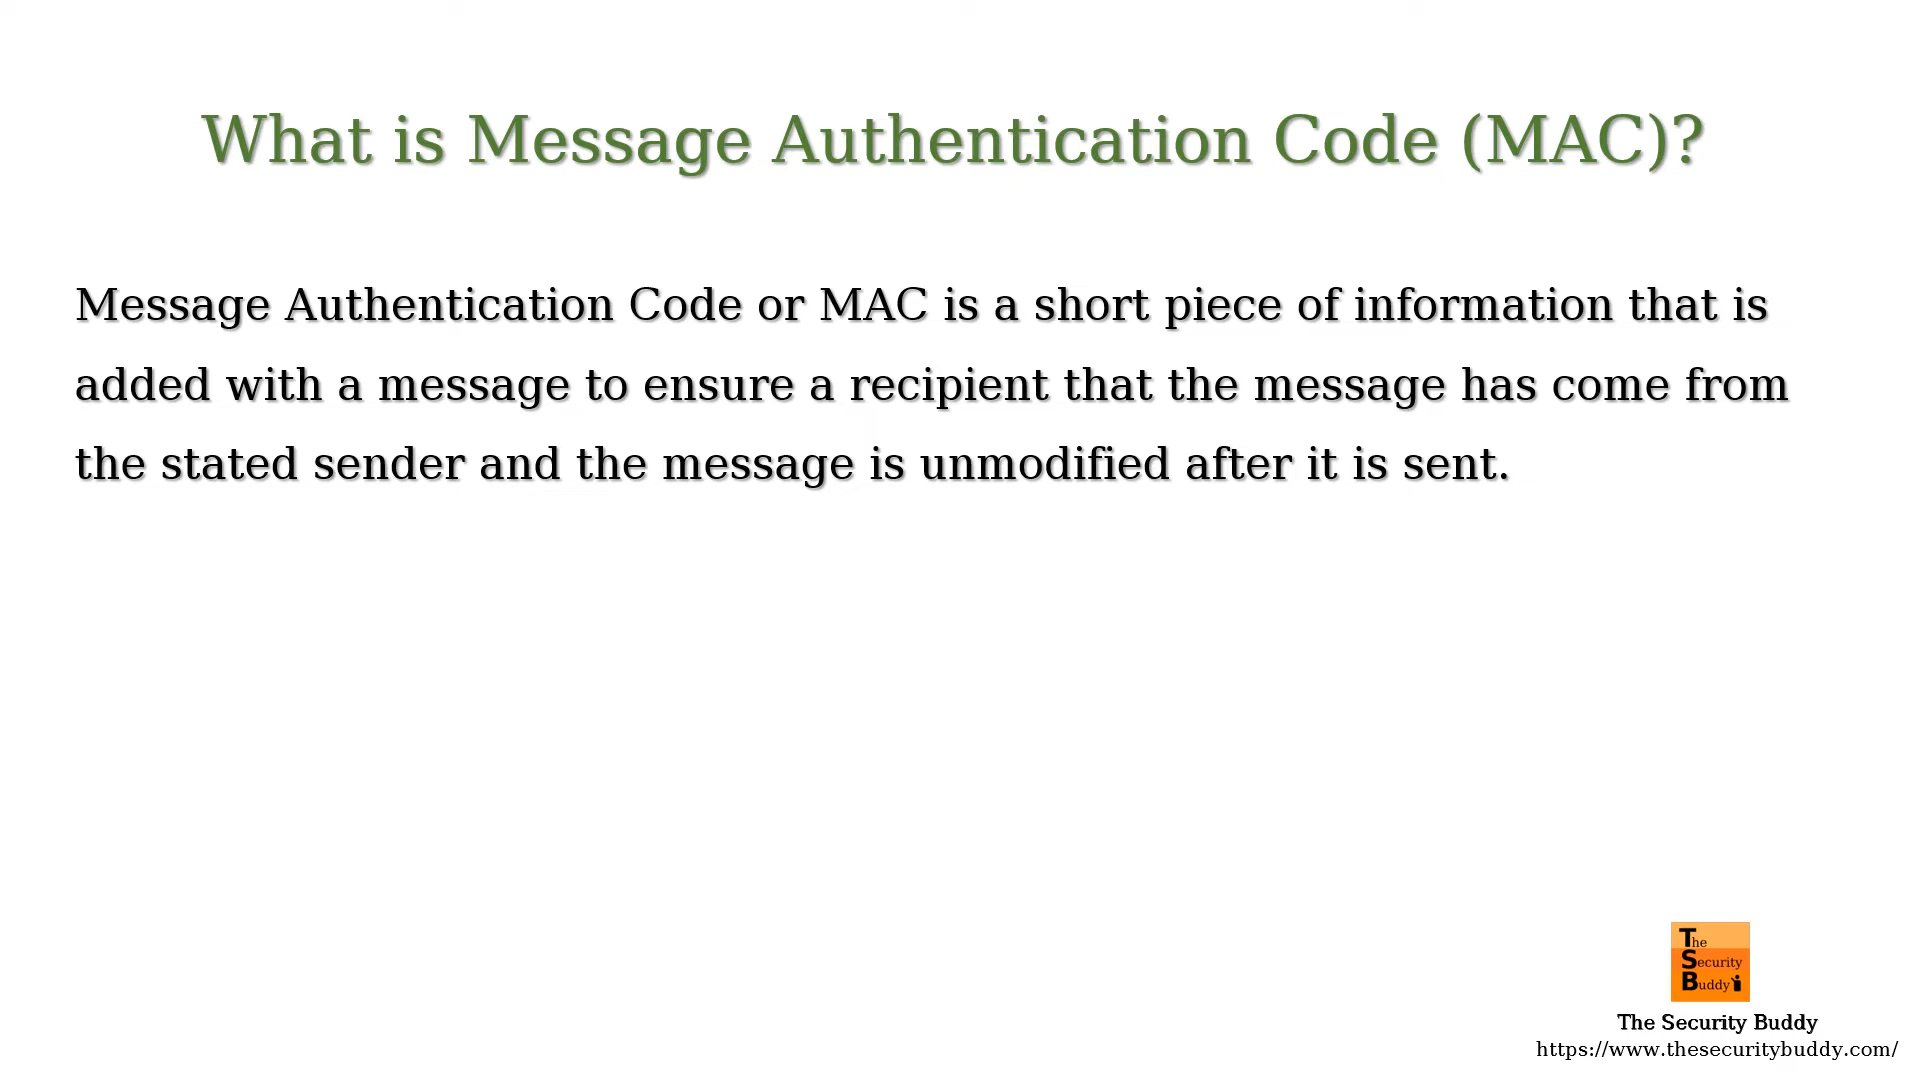 What is Message Authentication Code (MAC)?
Message Authentication Code or MAC is a short piece of information that is
added with a message to ensure a recipient that the message has come from
the stated sender and the message is unmodified after it is sent.
The
Security
Buddy
The Security Buddy
https://www.thesecuritybuddy.com/